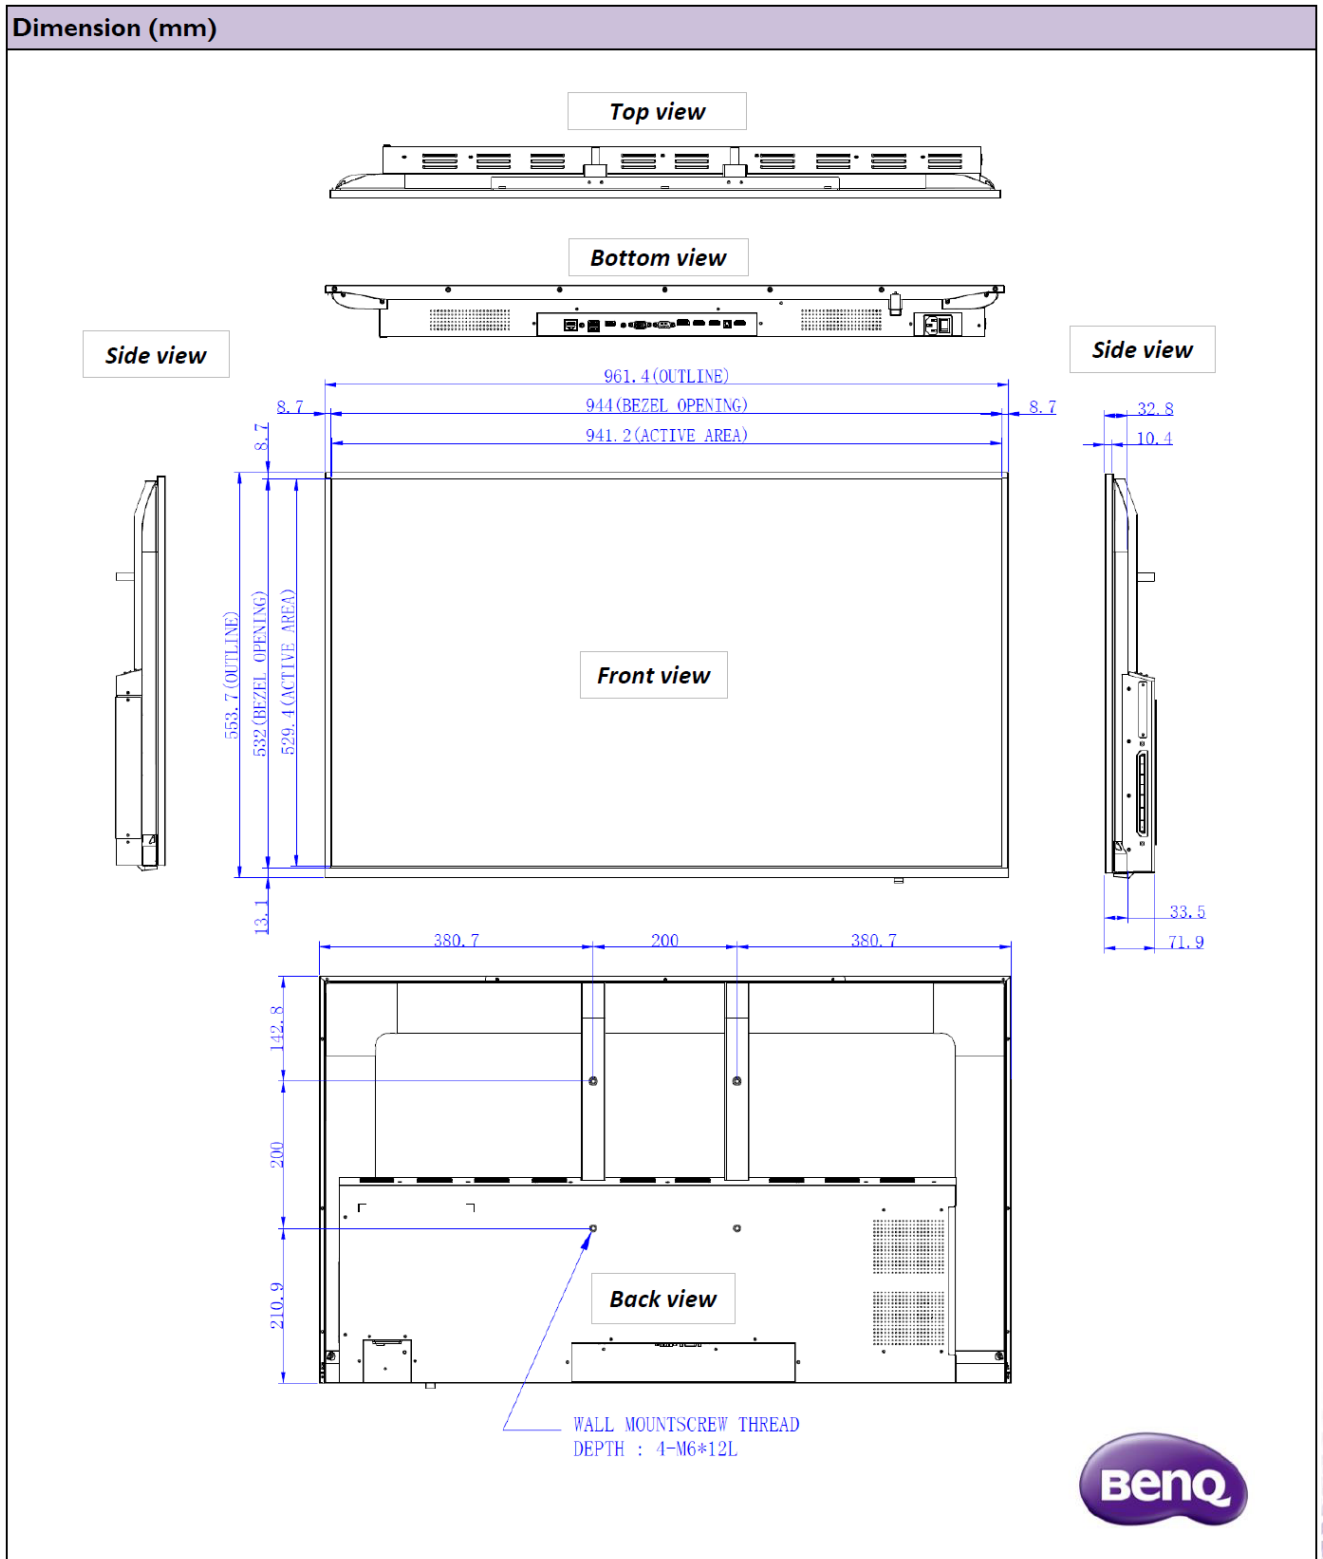 Dimension (mm)
Top view
Bottom view
Side view
Side view
961.4(OUTLINE)
8.7
944(BEZEL OPENING)
8.7
941.2(ACTIVE AREA)
8.7
32.8
10.4
553.7(OUTLINE)
532(BEZEL OPENING)
529.4(ACTIVE AREA)
Front view
13.1
33.5
71.9
380.7
200
380.7
142.8
200
210.9
Back view
WALL MOUNTSCREW THREAD
DEPTH : 4-M6*12L
BenQ